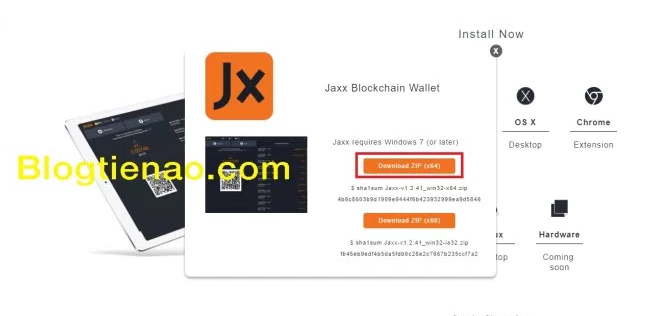 Install Now
X
Jx
Jaxx Blockchain Wallet
Jaxx requires Windows 7 (or later)
Download ZIP (x64)
$ sha1sum Jaxx-v1.2.41_win32-x64.zip
Download ZIP (x86)
$ sha1sum Jaxx-v1.2.41_win32-ia32.zip
OS X
Desktop
Chrome
Extension
ux
top
Hardware
Coming
soon
Blogtienao.com